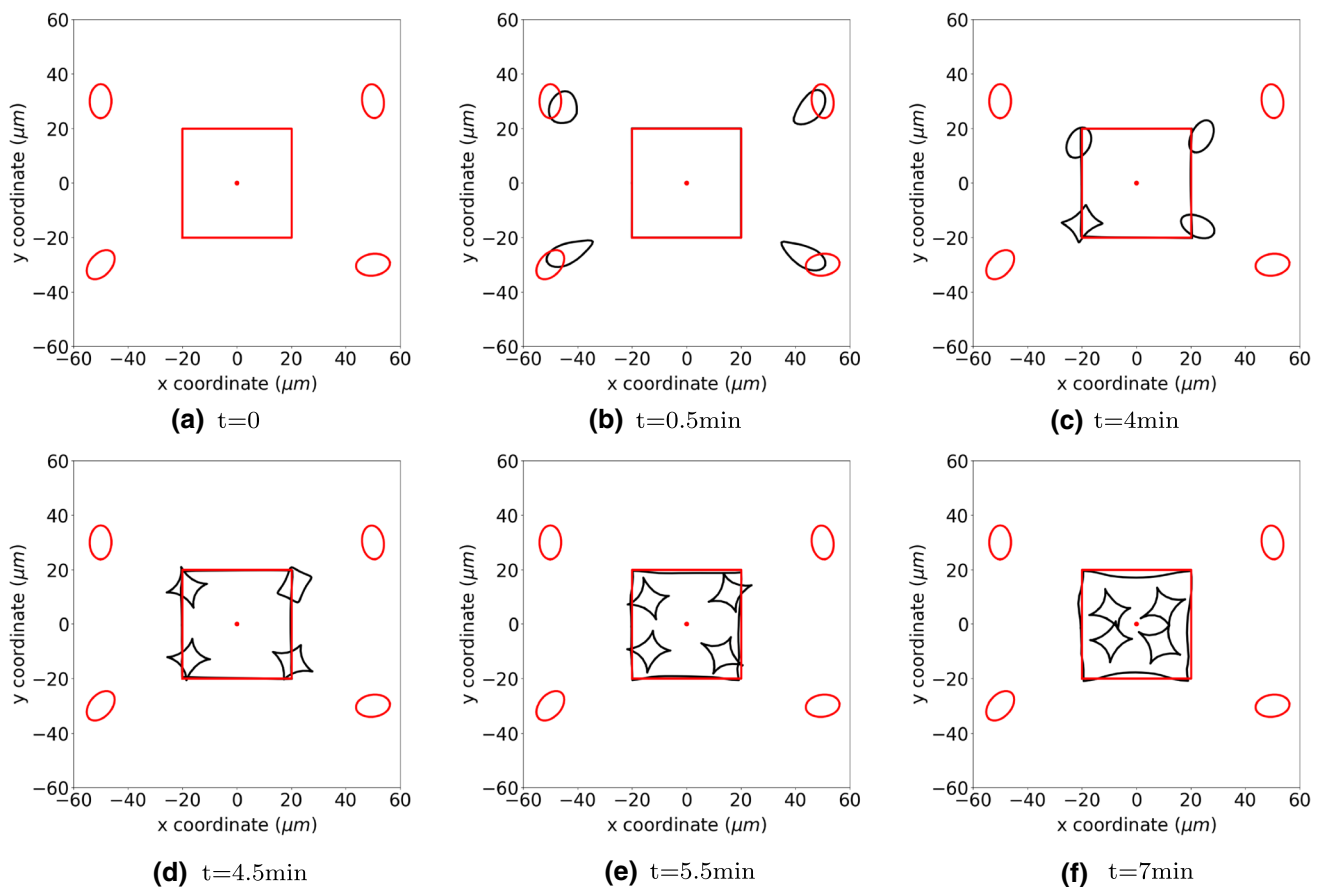 60
40
20
0
−20
−40
−60
−60 −40 −20 0 20 40 60
y coordinate (μm)
x coordinate (μm)
(a) t=0
60
40
20
0
−20
−40
−60
−60 −40 −20 0 20 40 60
y coordinate (μm)
x coordinate (μm)
(b) t=0.5min
60
40
20
0
−20
−40
−60
−60 −40 −20 0 20 40 60
y coordinate (μm)
x coordinate (μm)
(c) t=4min
60
40
20
0
−20
−40
−60
−60 −40 −20 0 20 40 60
y coordinate (μm)
x coordinate (μm)
(d) t=4.5min
60
40
20
0
−20
−40
−60
−60 −40 −20 0 20 40 60
y coordinate (μm)
x coordinate (μm)
(e) t=5.5min
60
40
20
0
−20
−40
−60
−60 −40 −20 0 20 40 60
y coordinate (μm)
x coordinate (μm)
(f) t=7min